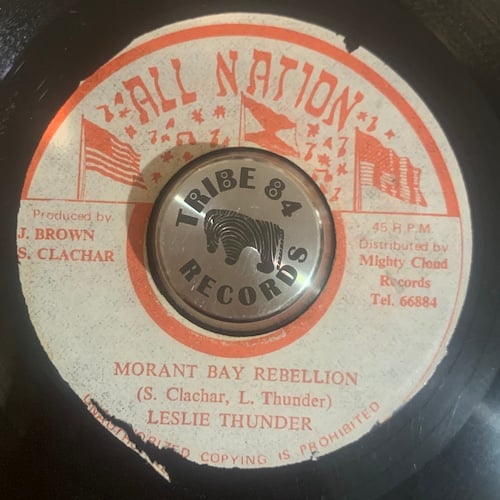 ALL NATION
Produced by
J. BROWN
S. CLACHAR
45 R.P.M.
Distributed by
Mighty Cloud
Records
Tel. 66884
TRIBE 84
RECORDS
MORANT BAY REBELLION
(S. Clachar, L. Thunder)
LESLIE THUNDER
COPYING IS PROHIBITED